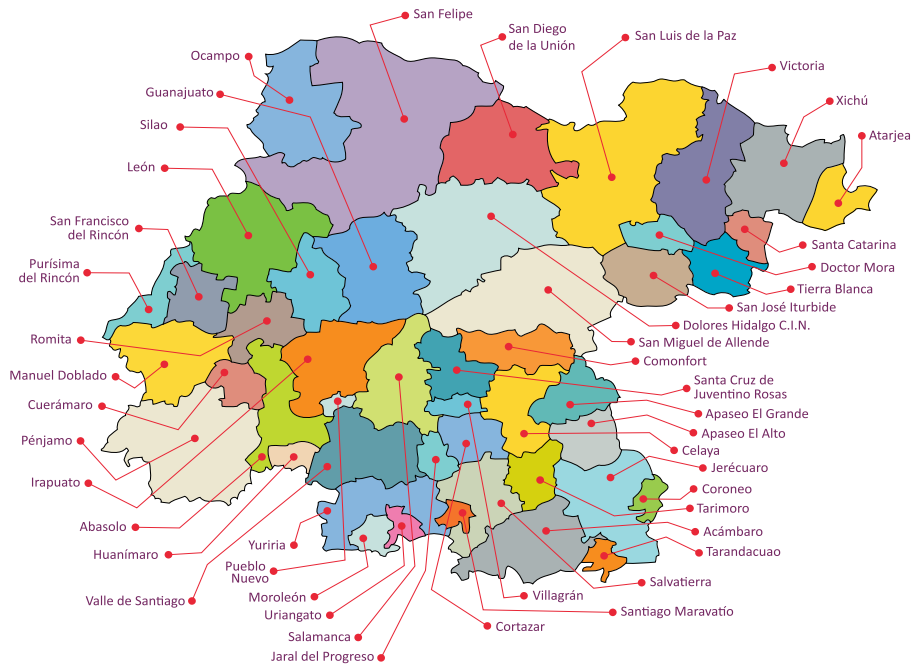 San Felipe
San Diego
de la Unión
San Luis de la Paz
Ocampo
Victoria
Guanajuato
Xichú
Silao
Atarjea
León
San Francisco
del Rincón
Santa Catarina
Purísima
del Rincón
Doctor Mora
Tierra Blanca
San José Iturbide
Dolores Hidalgo C.I.N.
Romita
San Miguel de Allende
Comonfort
Manuel Doblado
Santa Cruz de
Juventino Rosas
Cuerámaro
Apaseo El Grande
Apaseo El Alto
Pénjamo
Celaya
Jerécuaro
Irapuato
Coroneo
Tarimoro
Abasolo
Acámbaro
Huanímaro
Yuriria
Tarandacuao
Pueblo
Nuevo
Salvatierra
Valle de Santiago
Moroleón
Villagrán
Uriangato
Santiago Maravatío
Cortazar
Salamanca
Jaral del Progreso